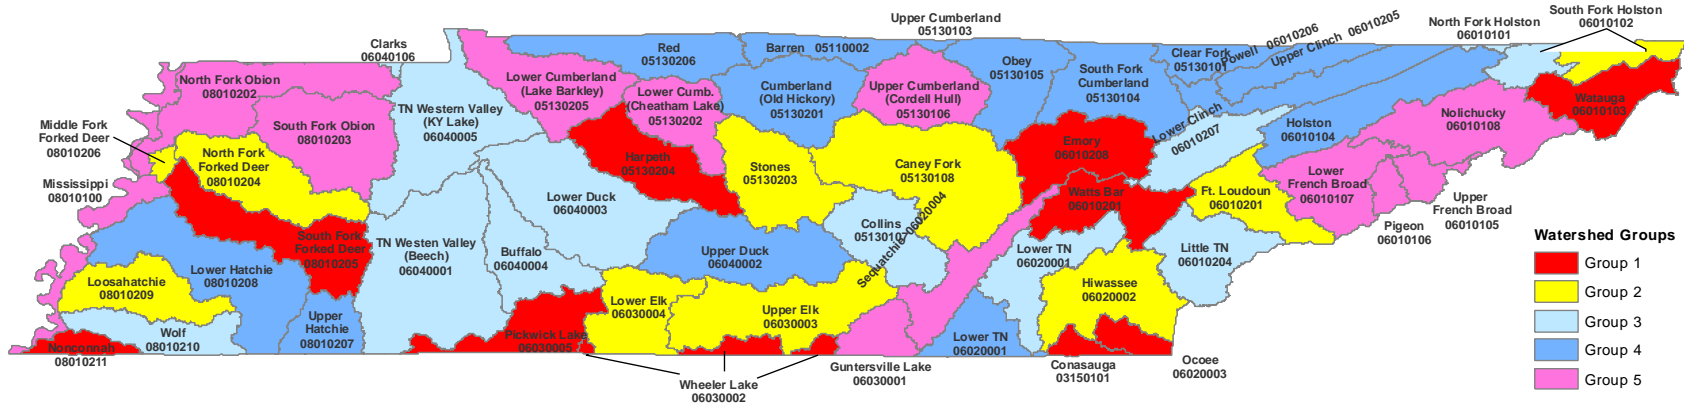 Clarks
06040106
North Fork Obion
08010202
South Fork Obion
08010203
Middle Fork
Forked Deer
08010206
North Fork
Forked Deer
08010204
Mississippi
08010100
South Fork
Forked Deer
08010205
Loosahatchie
08010209
Lower Hatchie
08010208
Upper
Hatchie
08010207
Wolf
08010210
Nonconnah
08010211
TN Western Valley
(KY Lake)
06040005
TN Westen Valley
(Beech)
06040001
Buffalo
06040004
Lower Duck
06040003
Upper Duck
06040002
Pickwick Lake
06030005
Lower Elk
06030004
Upper Elk
06030003
Wheeler Lake
06030002
Guntersville Lake
06030001
Red
05130206
Barren 05110002
Lower Cumberland
(Lake Barkley)
05130205
Lower Cumb.
(Cheatham Lake)
05130202
Harpeth
05130204
Cumberland
(Old Hickory)
05130201
Stones
05130203
Upper Cumberland
05130103
Upper Cumberland
(Cordell Hull)
05130106
Caney Fork
05130108
Collins
0513010
Sequatchie 06020004
Obey
05130105
South Fork
Cumberland
05130104
Clear Fork
05130101
Powell 06010206
Upper Clinch 06010205
Lower Clinch
06010207
Emory
06010208
Watts Bar
06010201
Lower TN
06020001
Lower TN
06020001
Hiwassee
06020002
Conasauga
03150101
Ocoee
06020003
Little TN
06010204
Ft. Loudoun
06010201
Holston
06010104
North Fork Holston
06010101
South Fork Holston
06010102
Watauga
06010103
Nolichucky
06010108
Lower
French Broad
06010107
Pigeon
06010106
Upper
French Broad
06010105
Watershed Groups
Group 1
Group 2
Group 3
Group 4
Group 5